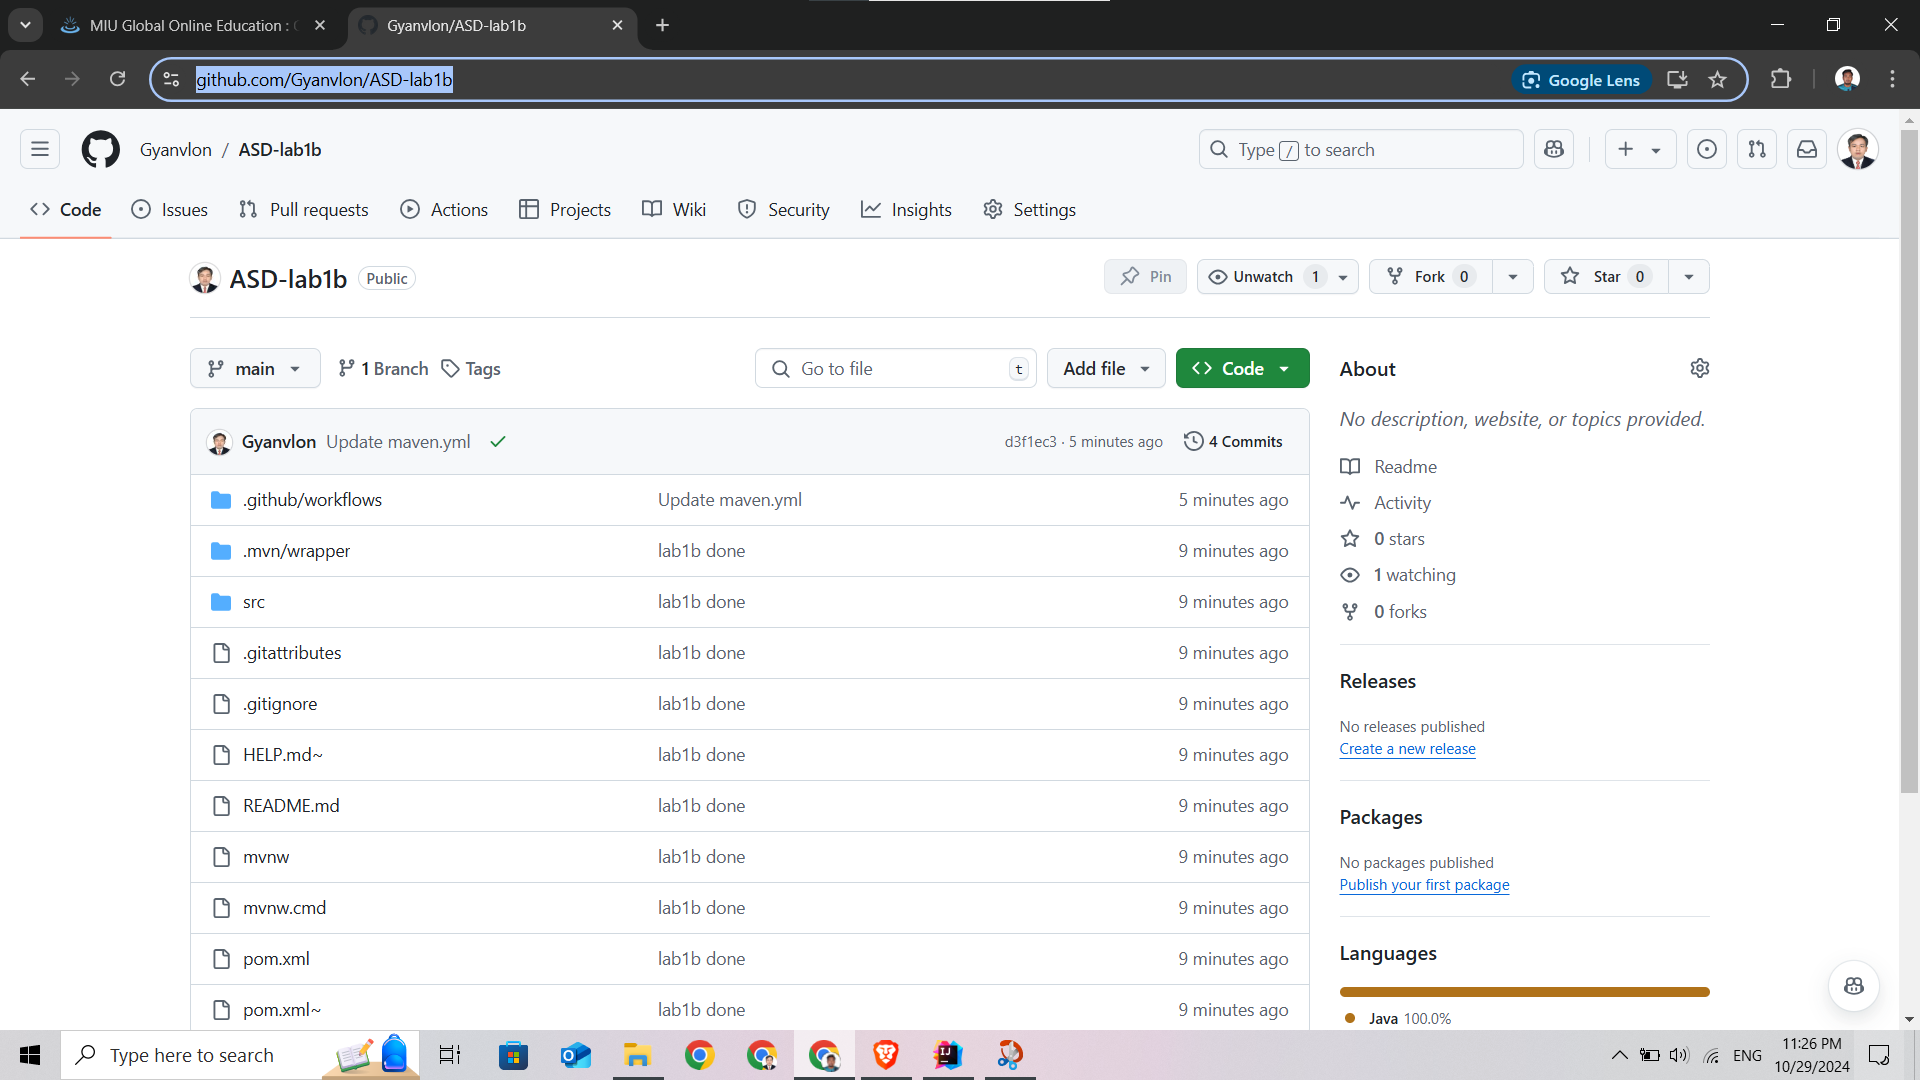 MIU Global Online Education :
Gyanvlon/ASD-lab1b
github.com/Gyanvlon/ASD-lab1b
Google Lens
Gyanvlon / ASD-lab1b
Type / to search
Code
Issues
Pull requests
Actions
Projects
Wiki
Security
Insights
Settings
ASD-lab1b Public
Pin
Unwatch 1
Fork 0
Star 0
main
1 Branch
Tags
Go to file t
Add file
Code
Gyanvlon Update maven.yml
d3f1ec3 · 5 minutes ago
4 Commits
.github/workflows Update maven.yml 5 minutes ago
.mvn/wrapper lab1b done 9 minutes ago
src lab1b done 9 minutes ago
.gitattributes lab1b done 9 minutes ago
.gitignore lab1b done 9 minutes ago
HELP.md~ lab1b done 9 minutes ago
README.md lab1b done 9 minutes ago
mvnw lab1b done 9 minutes ago
mvnw.cmd lab1b done 9 minutes ago
pom.xml lab1b done 9 minutes ago
pom.xml~ lab1b done 9 minutes ago
About
No description, website, or topics provided.
Readme
Activity
0 stars
1 watching
0 forks
Releases
No releases published
Create a new release
Packages
No packages published
Publish your first package
Languages
Java 100.0%
Type here to search
ENG
11:26 PM
10/29/2024